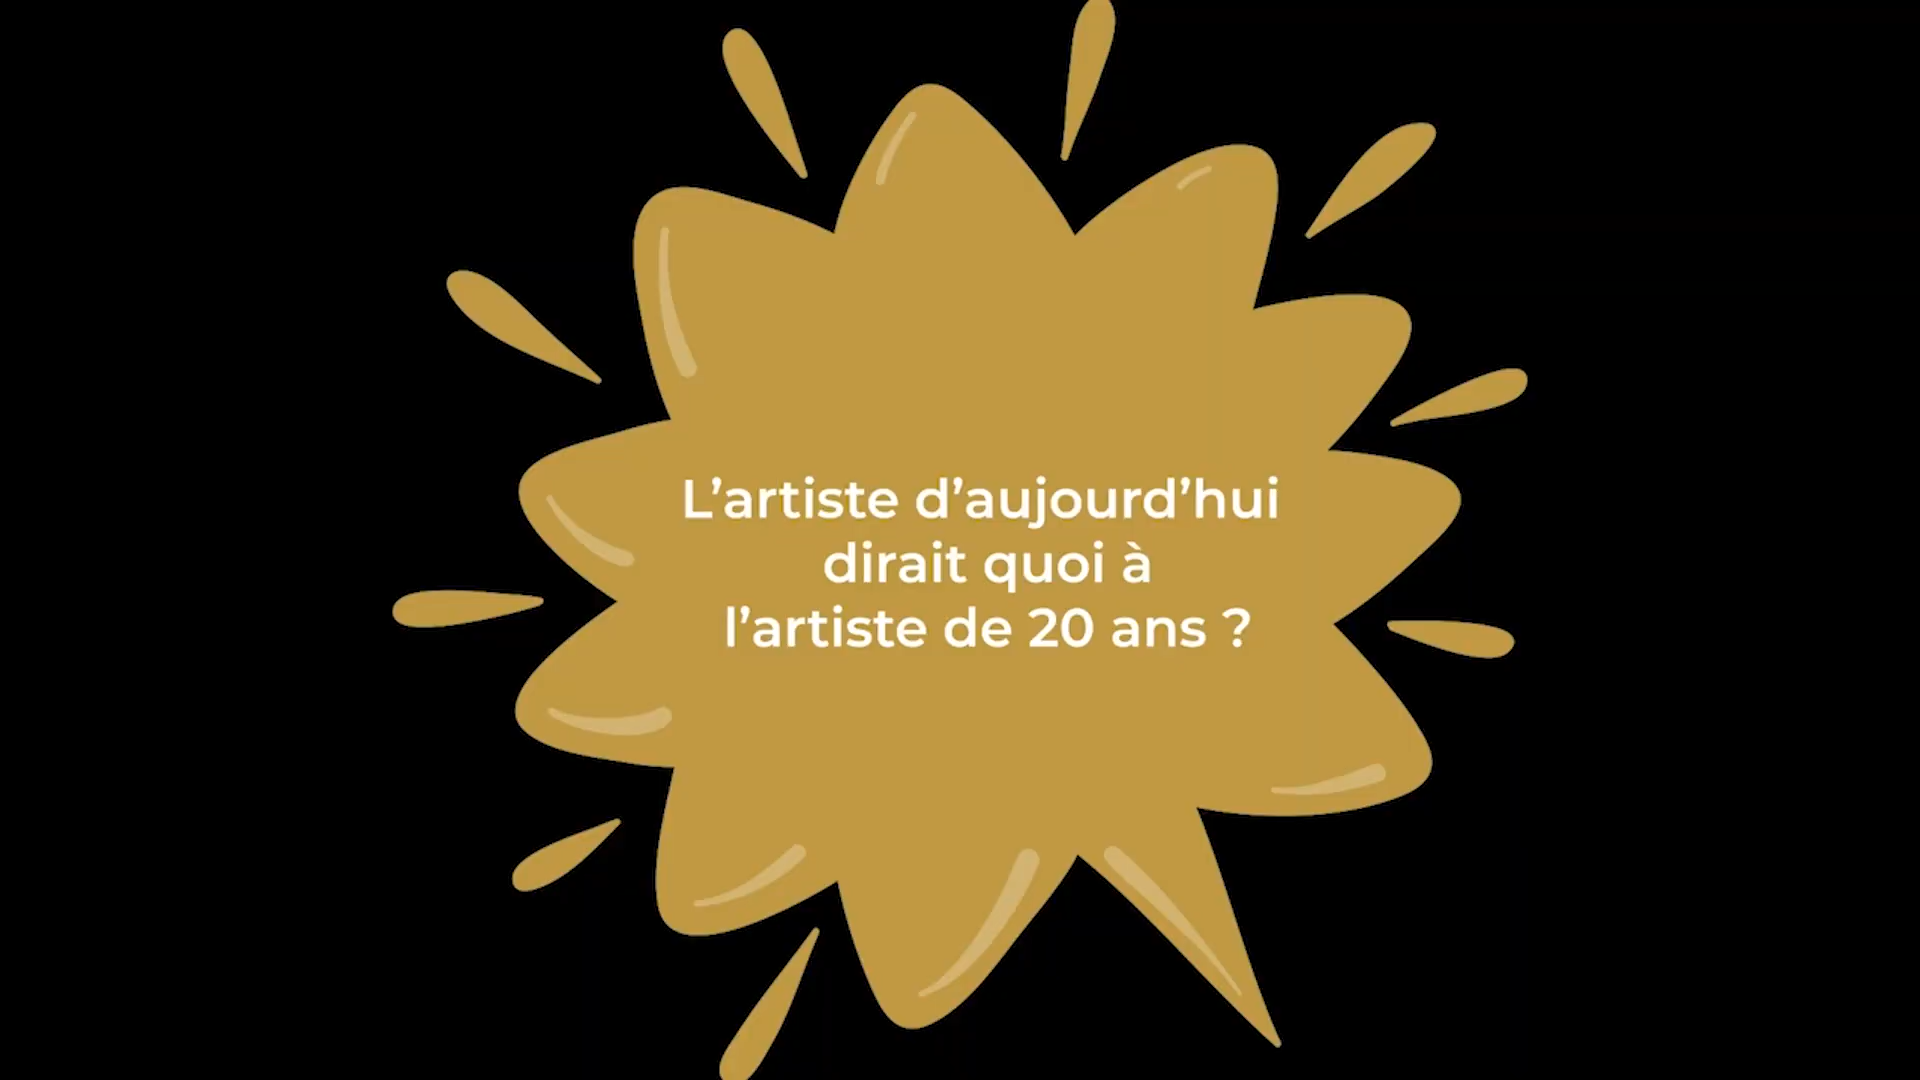 L’artiste d’aujourd’hui
dirait quoi à
l’artiste de 20 ans ?